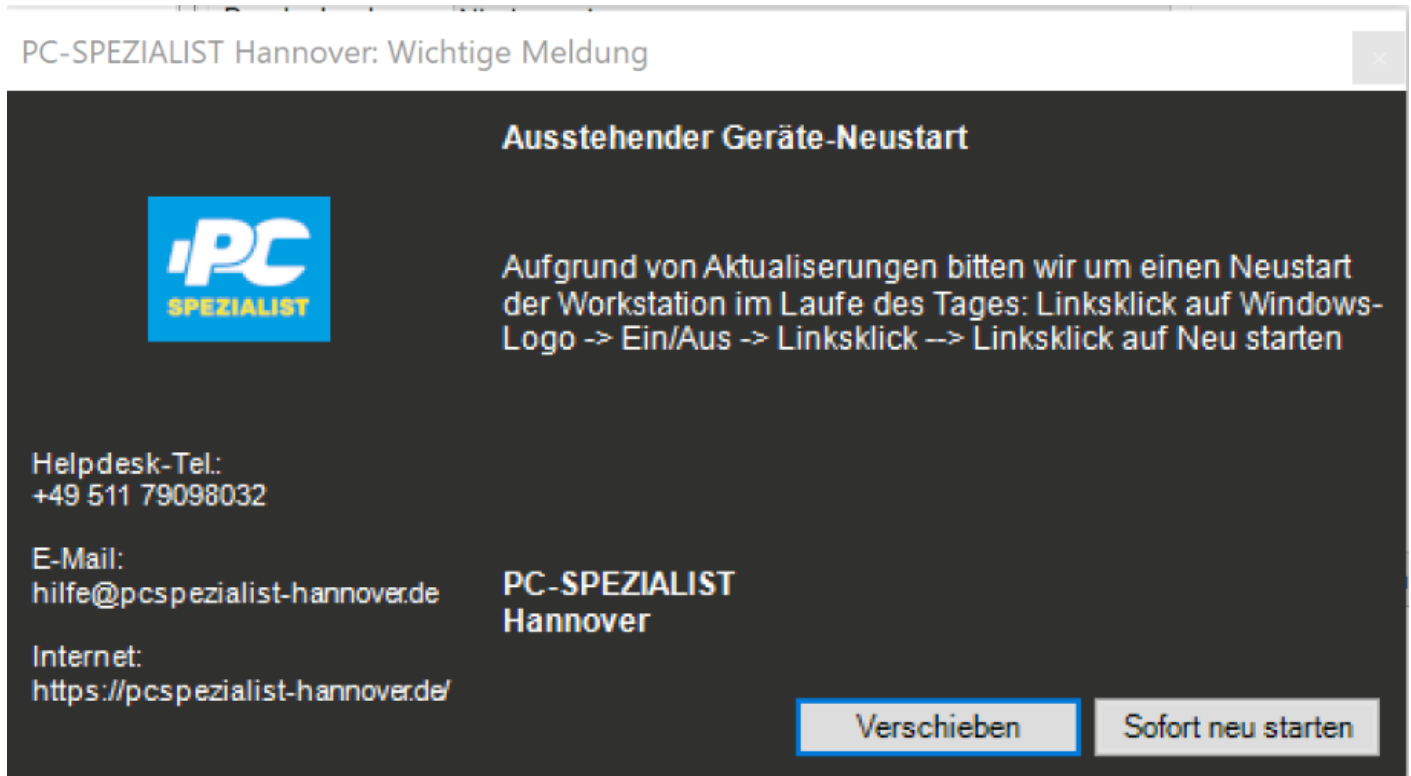 PC-SPEZIALIST Hannover: Wichtige Meldung
Ausstehender Geräte-Neustart
PC
SPEZIALIST
Aufgrund von Aktualiserungen bitten wir um einen Neustart
der Workstation im Laufe des Tages: Linksklick auf Windows-
Logo -> Ein/Aus -> Linksklick --> Linksklick auf Neu starten
Helpdesk-Tel.:
+49 511 79098032
E-Mail:
hilfe@pcspezialist-hannover.de
Internet:
https://pcspezialist-hannover.de/
PC-SPEZIALIST
Hannover
Verschieben
Sofort neu starten